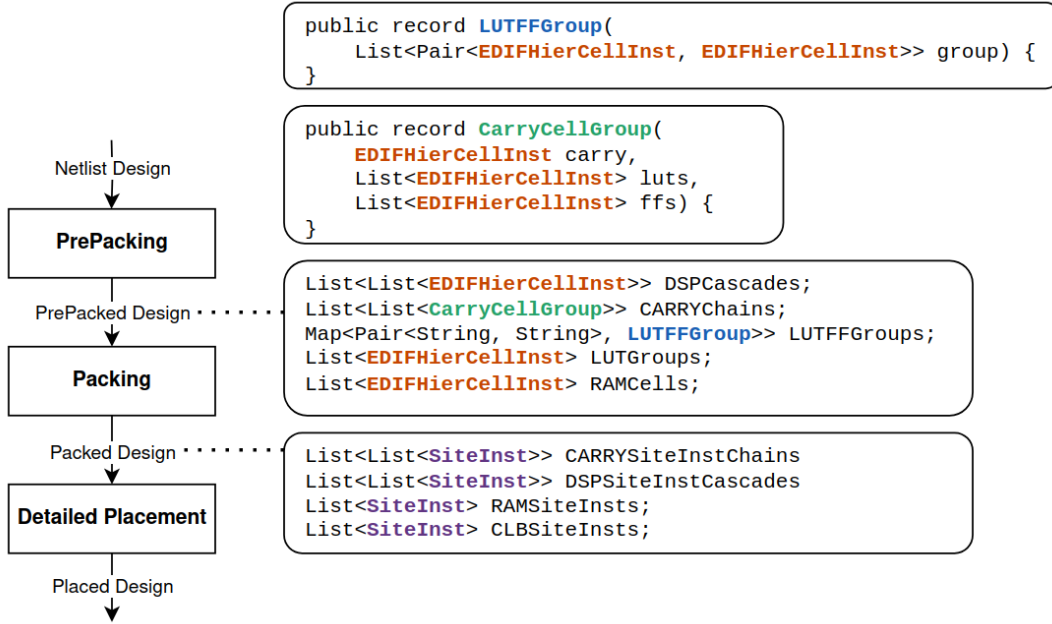 public record LUTFFGroup(
List<Pair<EDIFHierCellInst, EDIFHierCellInst>> group) {
}
public record CarryCellGroup(
EDIFHierCellInst carry,
List<EDIFHierCellInst> luts,
List<EDIFHierCellInst> ffs) {
}
Netlist Design
PrePacking
PrePacked Design
List<List<EDIFHierCellInst>> DSPCascades;
List<List<CarryCellGroup>> CARRYChains;
Map<Pair<String, String>, LUTFFGroup>> LUTFFGroups;
List<EDIFHierCellInst> LUTGroups;
List<EDIFHierCellInst> RAMCells;
Packing
Packed Design
List<List<SiteInst>> CARRYSiteInstChains
List<List<SiteInst>> DSPSiteInstCascades
List<SiteInst> RAMSiteInsts;
List<SiteInst> CLBSiteInsts;
Detailed Placement
Placed Design